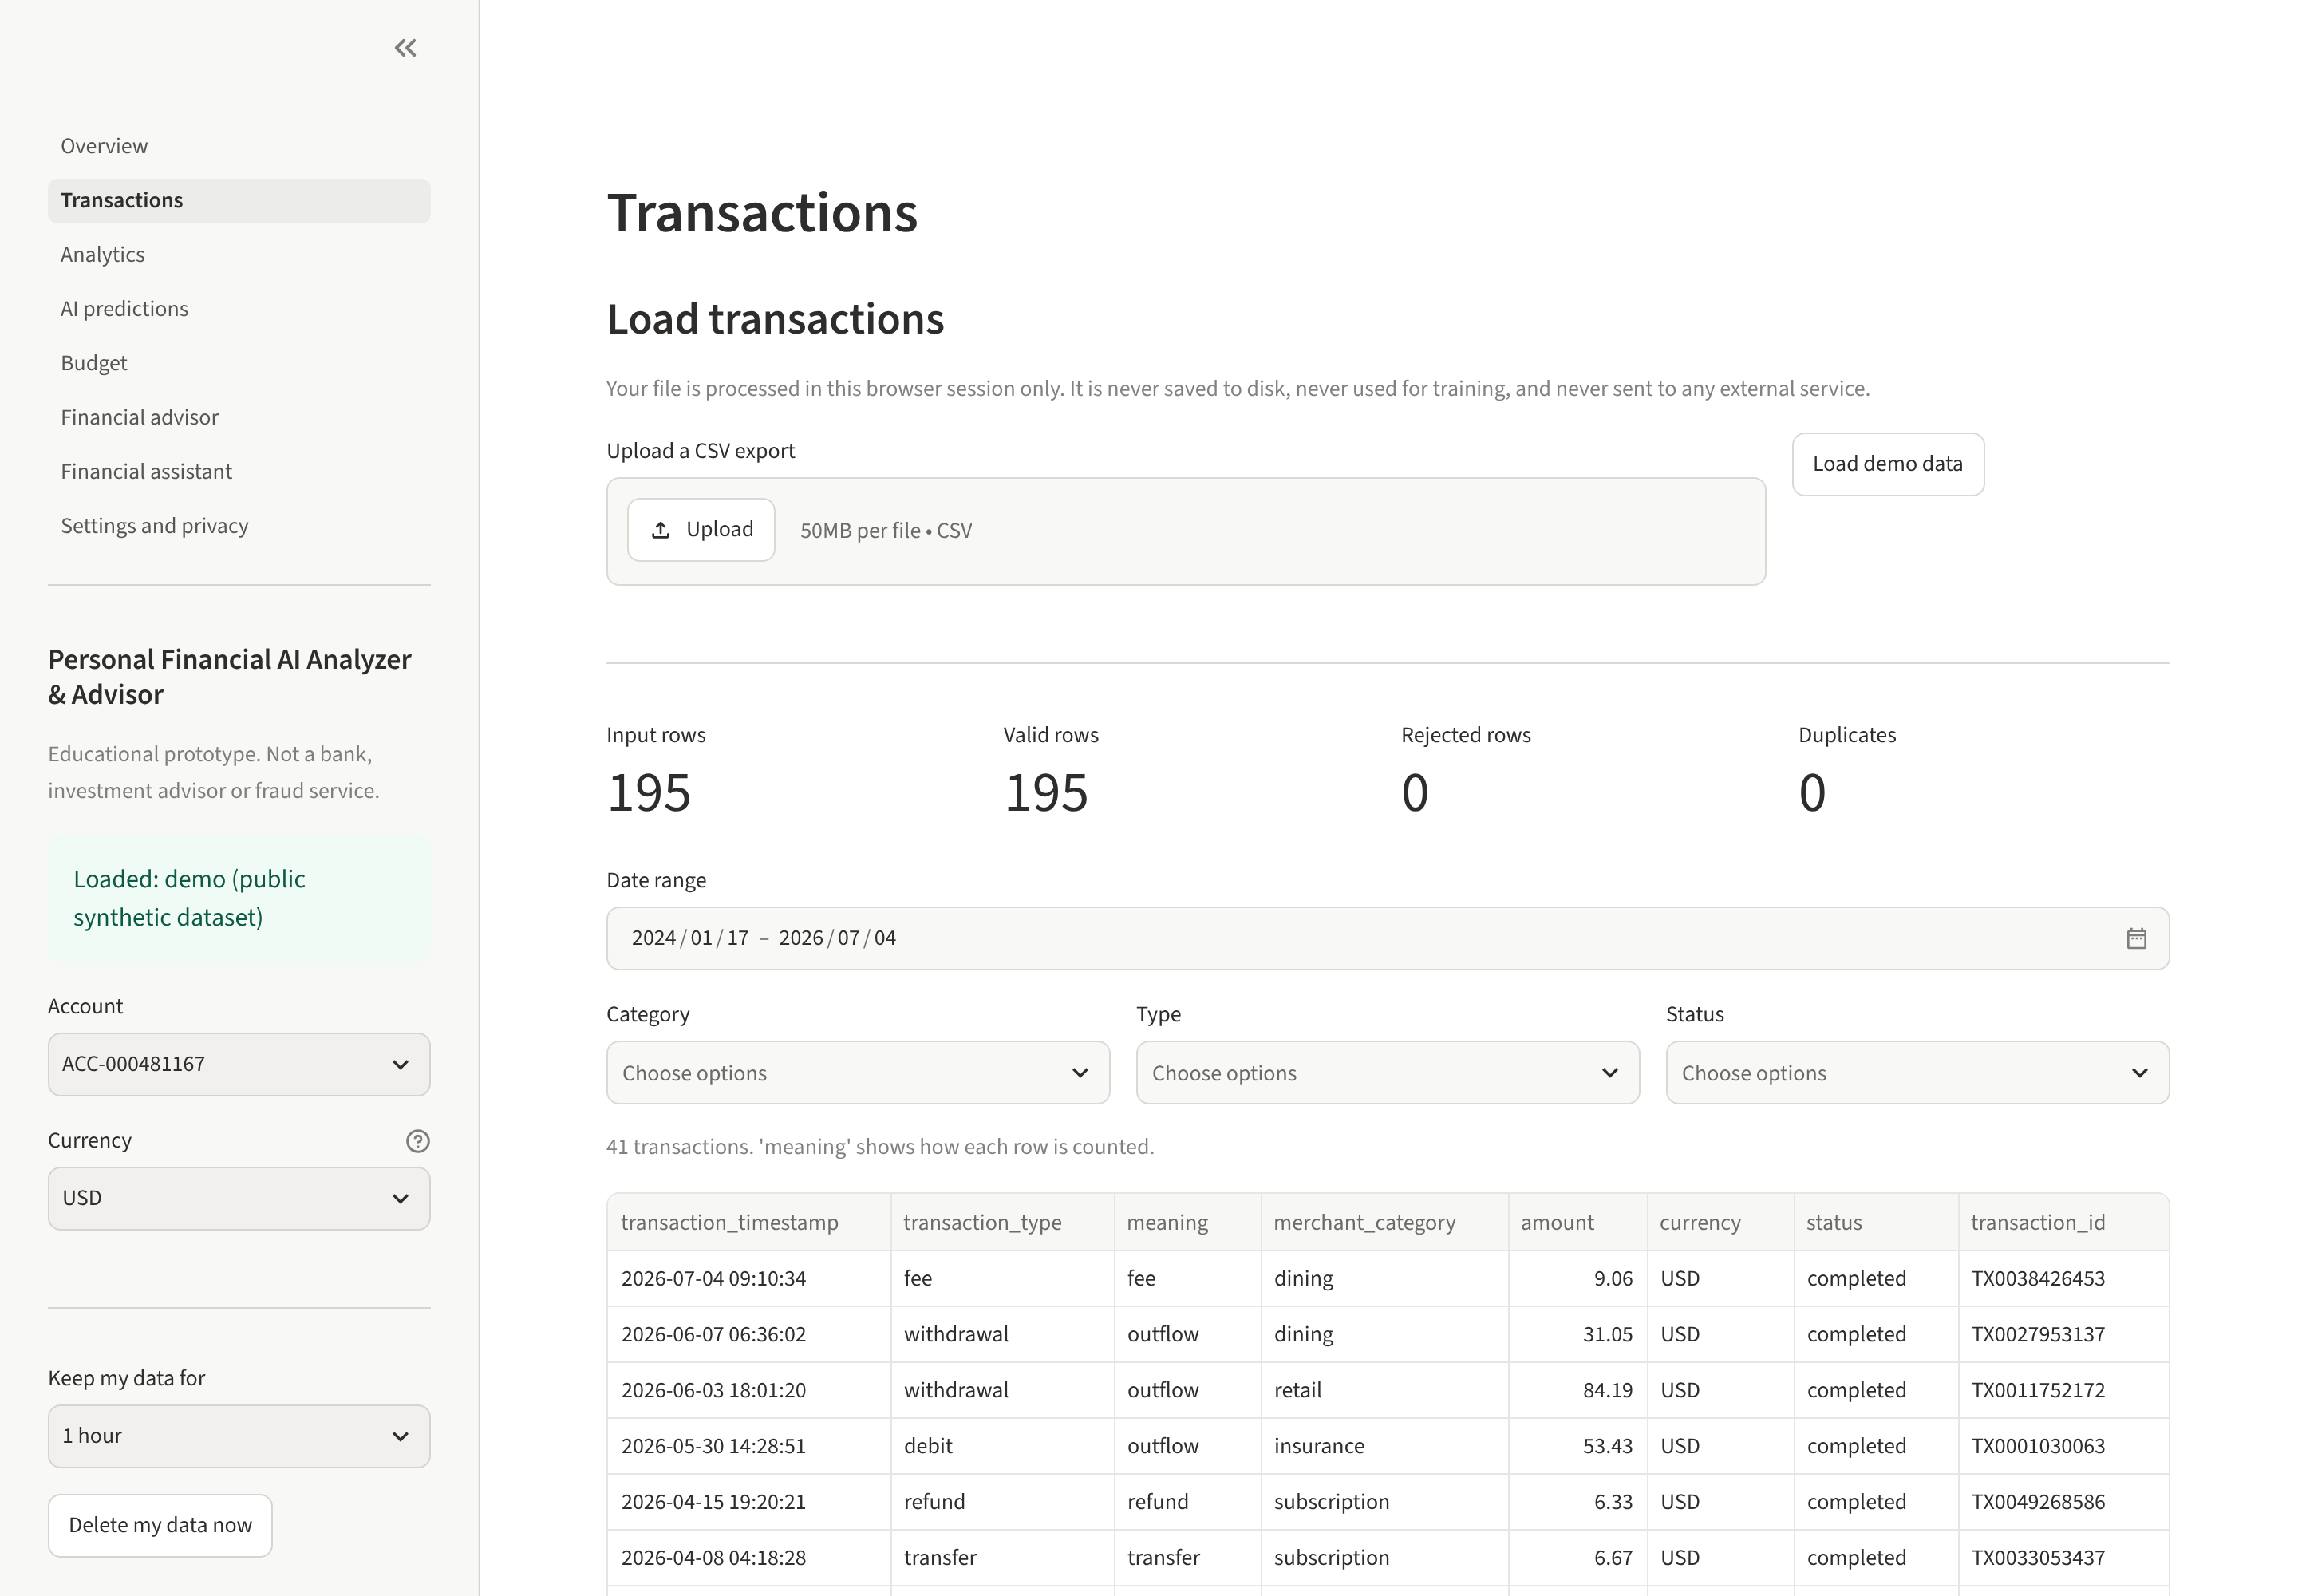 Overview
Transactions
Analytics
AI predictions
Budget
Financial advisor
Financial assistant
Settings and privacy
Personal Financial AI Analyzer
& Advisor
Educational prototype. Not a bank,
investment advisor or fraud service.
Loaded: demo (public
synthetic dataset)
Account
ACC-000481167
Currency
USD
Keep my data for
1 hour
Delete my data now
Transactions
Load transactions
Your file is processed in this browser session only. It is never saved to disk, never used for training, and never sent to any external service.
Upload a CSV export
Load demo data
Upload 50MB per file • CSV
Input rows Valid rows Rejected rows Duplicates
195 195 0 0
Date range
2024/01/17 – 2026/07/04
Category Type Status
Choose options Choose options Choose options
41 transactions. 'meaning' shows how each row is counted.
transaction_timestamp transaction_type meaning merchant_category amount currency status transaction_id
2026-07-04 09:10:34 fee fee dining 9.06 USD completed TX0038426453
2026-06-07 06:36:02 withdrawal outflow dining 31.05 USD completed TX0027953137
2026-06-03 18:01:20 withdrawal outflow retail 84.19 USD completed TX0011752172
2026-05-30 14:28:51 debit outflow insurance 53.43 USD completed TX0001030063
2026-04-15 19:20:21 refund refund subscription 6.33 USD completed TX0049268586
2026-04-08 04:18:28 transfer transfer subscription 6.67 USD completed TX0033053437